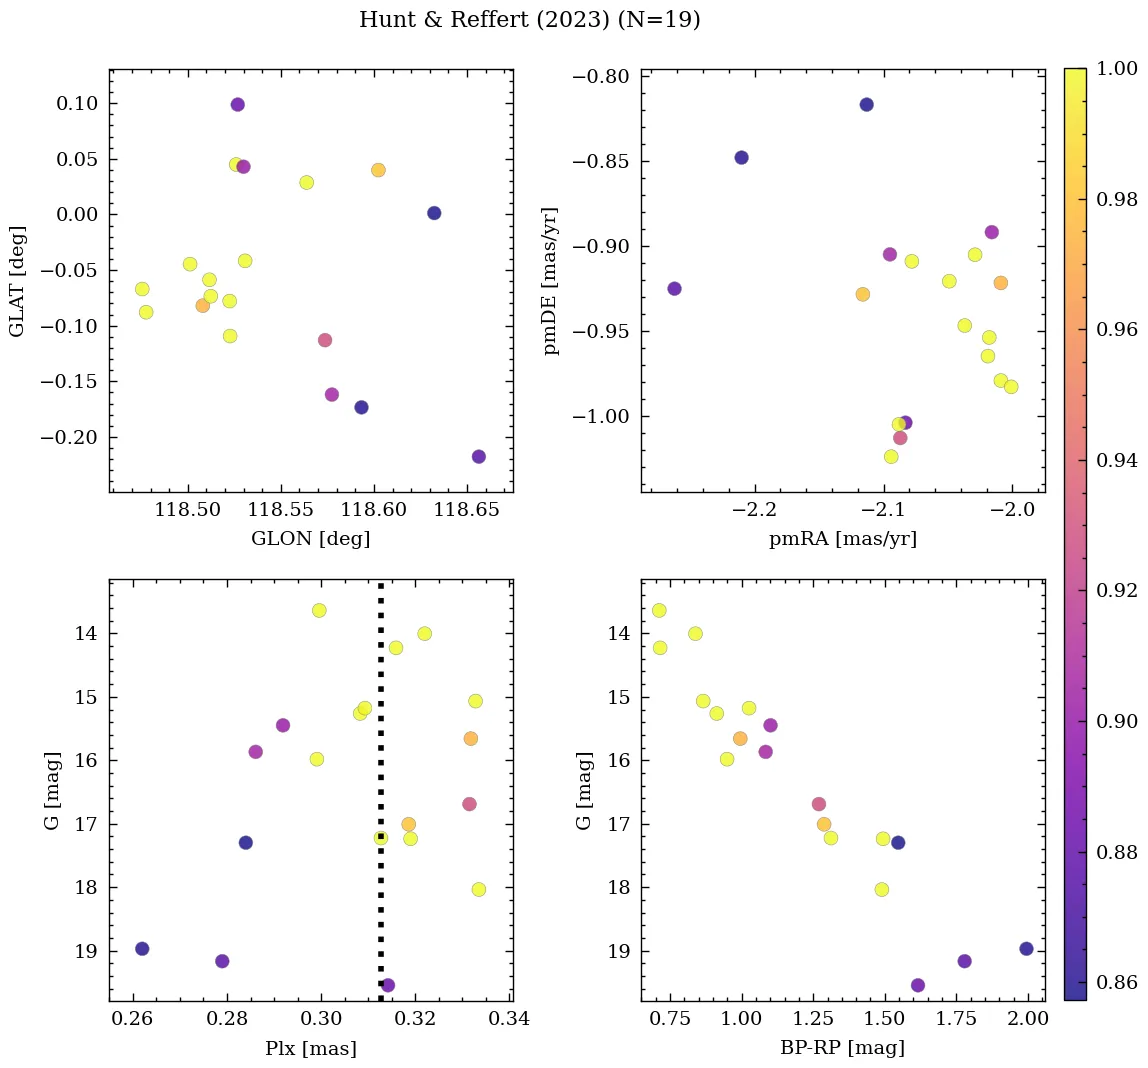 Hunt & Reffert (2023) (N=19)
0.10
0.05
0.00
−0.05
−0.10
−0.15
−0.20
GLAT [deg]
118.50 118.55 118.60 118.65
GLON [deg]
−0.80
−0.85
−0.90
−0.95
−1.00
pmDE [mas/yr]
−2.2 −2.1 −2.0
pmRA [mas/yr]
14
15
16
17
18
19
G [mag]
0.26 0.28 0.30 0.32 0.34
Plx [mas]
14
15
16
17
18
19
G [mag]
0.75 1.00 1.25 1.50 1.75 2.00
BP-RP [mag]
1.00
0.98
0.96
0.94
0.92
0.90
0.88
0.86